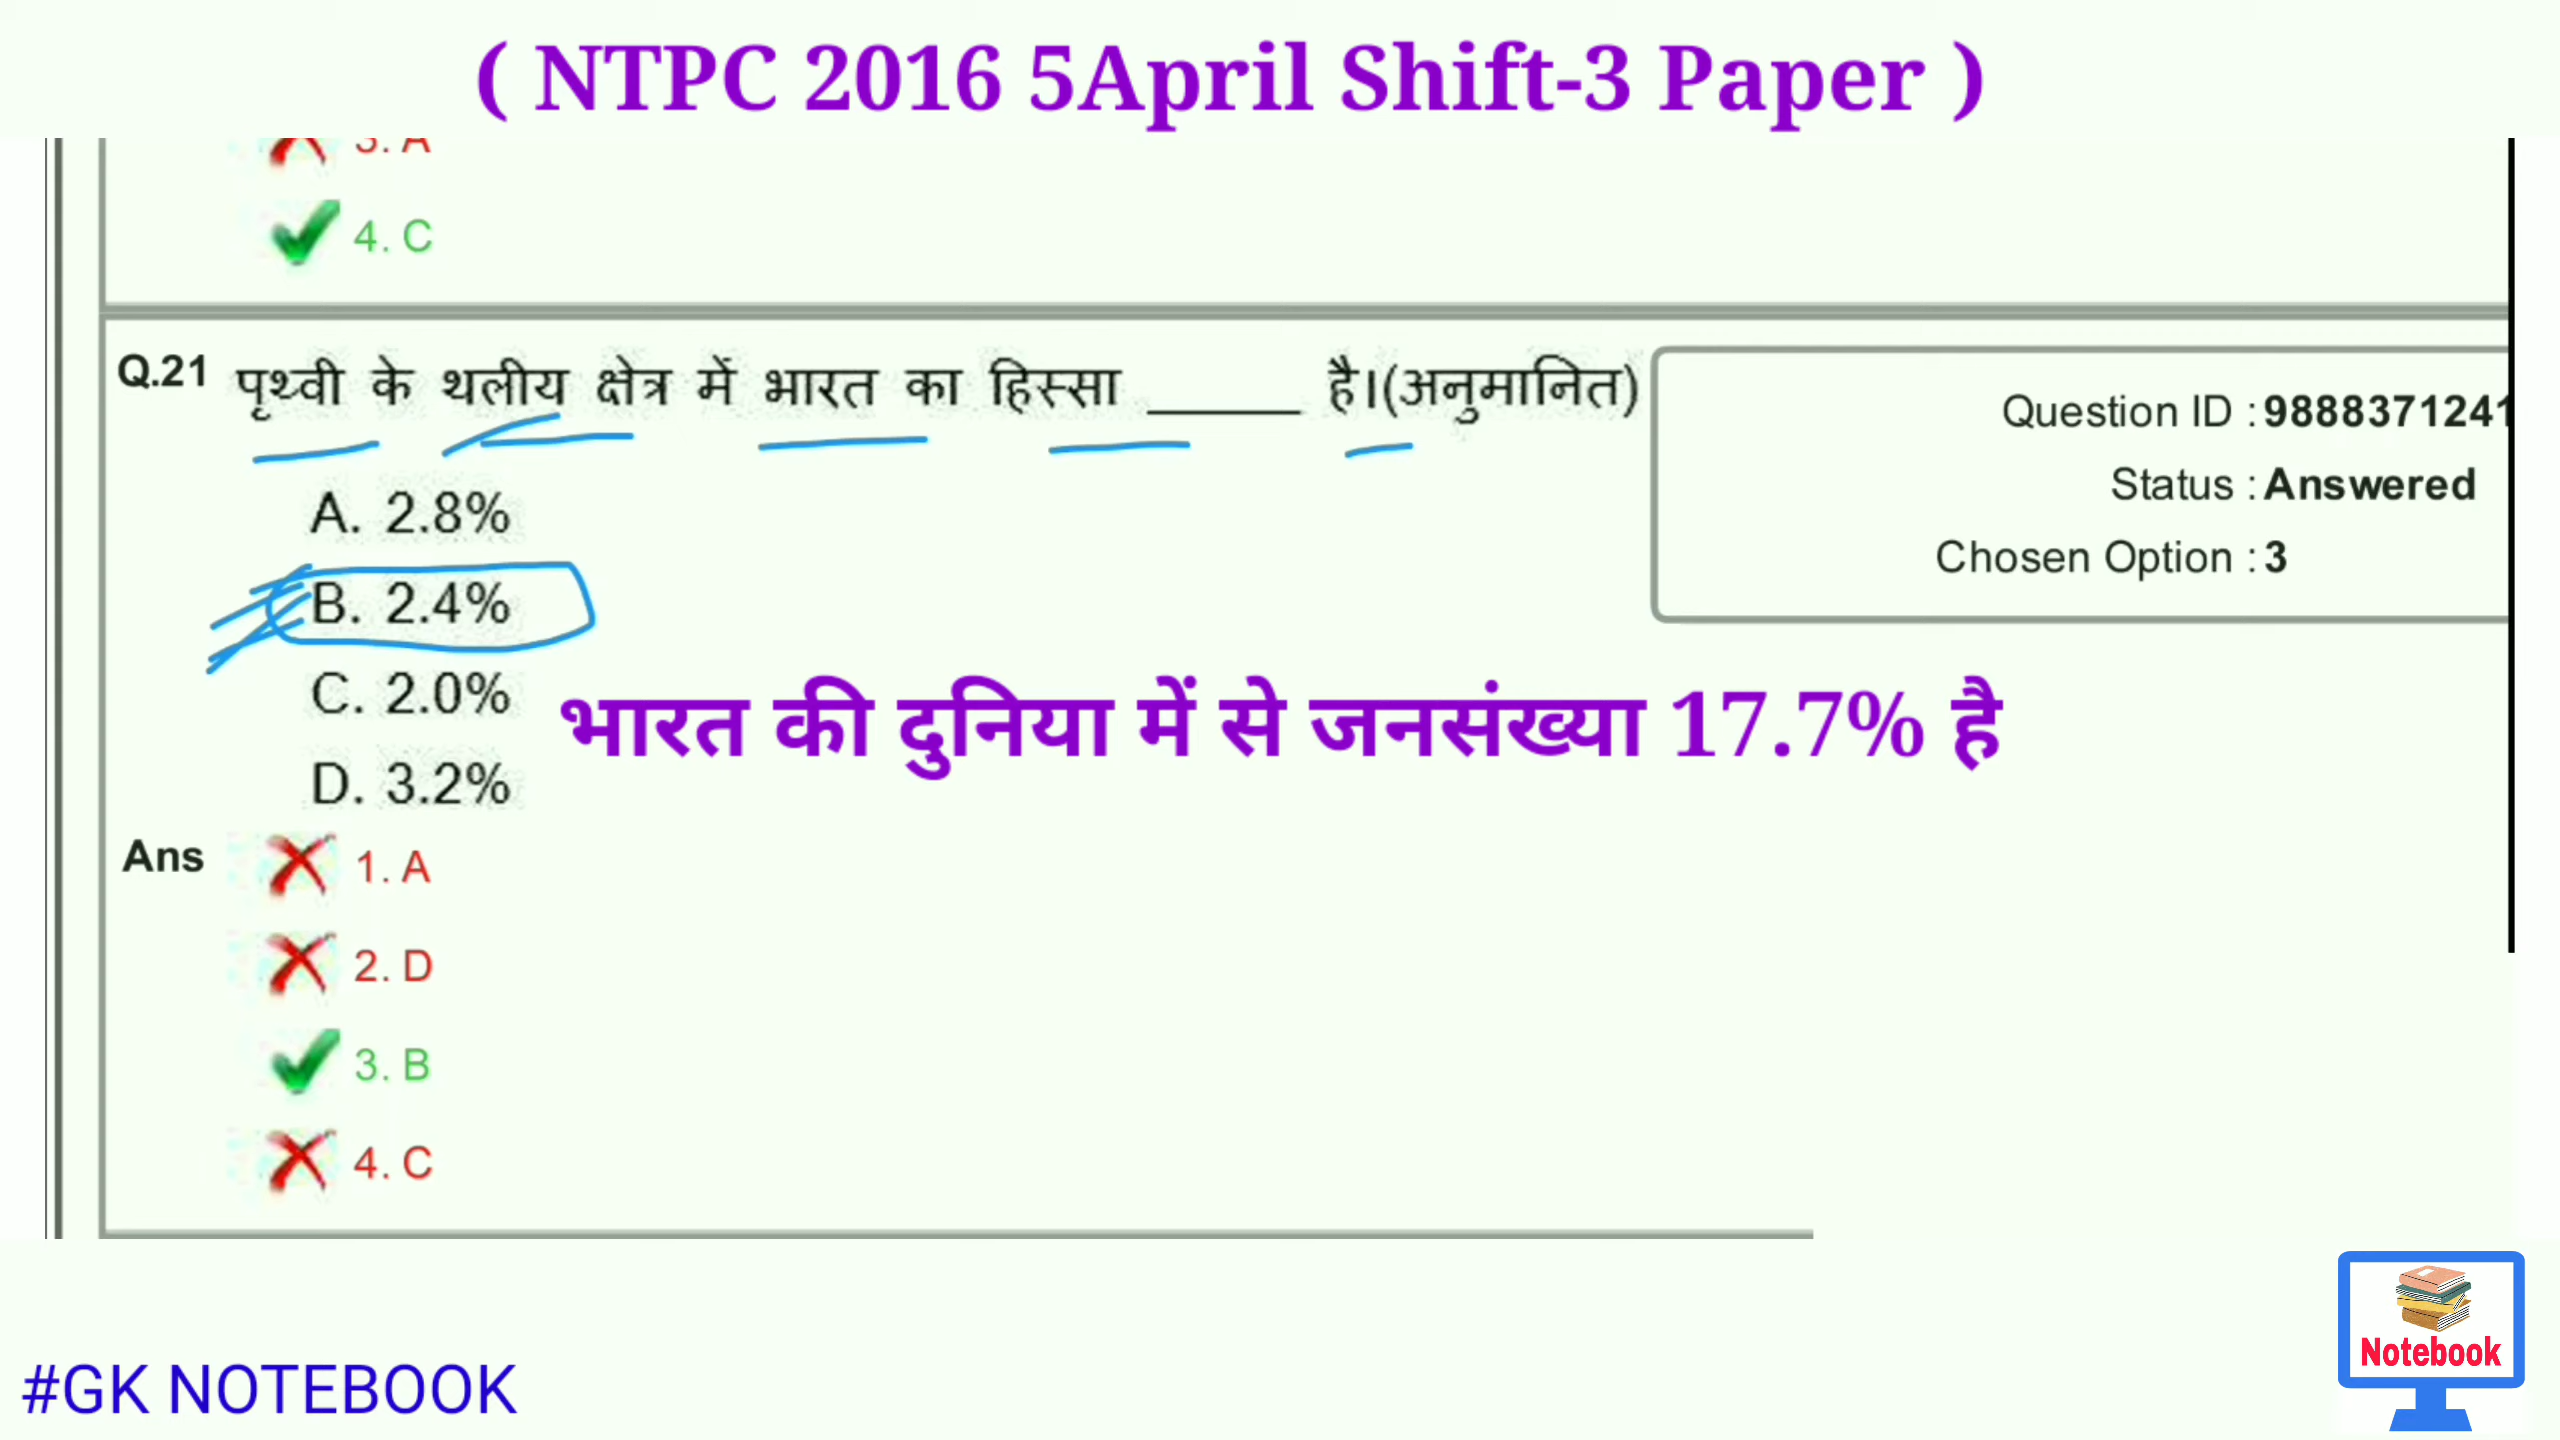 ( NTPC 2016 5April Shift-3 Paper )
3. A
4. C
Q.21 पृथ्वी के थलीय क्षेत्र में भारत का हिस्सा ______ है।(अनुमानित)
Question ID : 9888371241
Status : Answered
Chosen Option : 3
A. 2.8%
B. 2.4%
C. 2.0%
D. 3.2%
भारत की दुनिया में से जनसंख्या 17.7% है
Ans
1. A
2. D
3. B
4. C
#GK NOTEBOOK
Notebook